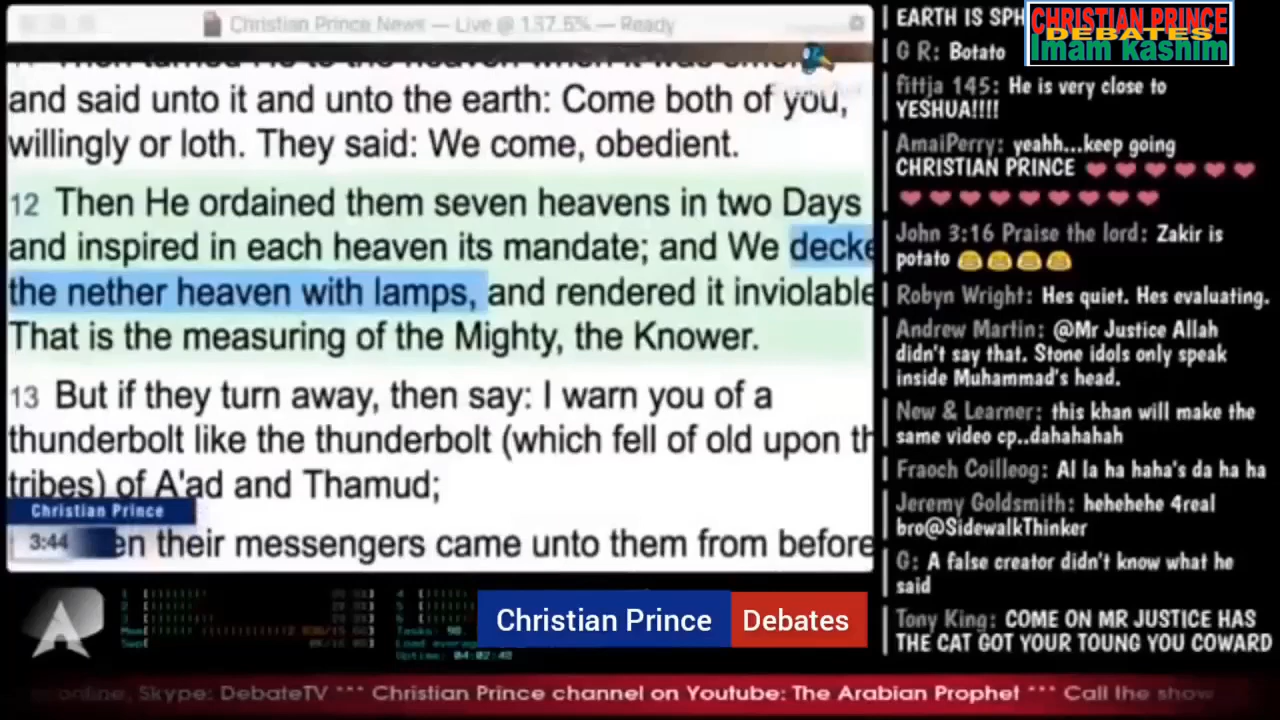 Christian Prince News — Live @ 137.5% — Ready
and said unto it and unto the earth: Come both of you,
willingly or loth. They said: We come, obedient.
12 Then He ordained them seven heavens in two Days
and inspired in each heaven its mandate; and We decke
the nether heaven with lamps, and rendered it inviolable
That is the measuring of the Mighty, the Knower.
13 But if they turn away, then say: I warn you of a
thunderbolt like the thunderbolt (which fell of old upon th
tribes) of A'ad and Thamud;
Christian Prince
3:44
en their messengers came unto them from before
Christian Prince Debates
online, Skype: DebateTV *** Christian Prince channel on Youtube: The Arabian Prophet *** Call the show
EARTH IS SPH
CHRISTIAN PRINCE
DEBATES
Imam kashim
G R: Botato
fittja 145: He is very close to
YESHUA!!!!
AmaiPerry: yeahh...keep going
CHRISTIAN PRINCE ❤❤❤❤❤❤
❤❤❤❤❤❤❤❤❤
John 3:16 Praise the lord: Zakir is
potato 😂😂😂😂
Robyn Wright: Hes quiet. Hes evaluating.
Andrew Martin: @Mr Justice Allah
didn't say that. Stone idols only speak
inside Muhammad's head.
New & Learner: this khan will make the
same video cp..dahahahah
Fraoch Coilleog: Al la ha haha's da ha ha
Jeremy Goldsmith: hehehehe 4real
bro@SidewalkThinker
G: A false creator didn't know what he
said
Tony King: COME ON MR JUSTICE HAS
THE CAT GOT YOUR TOUNG YOU COWARD